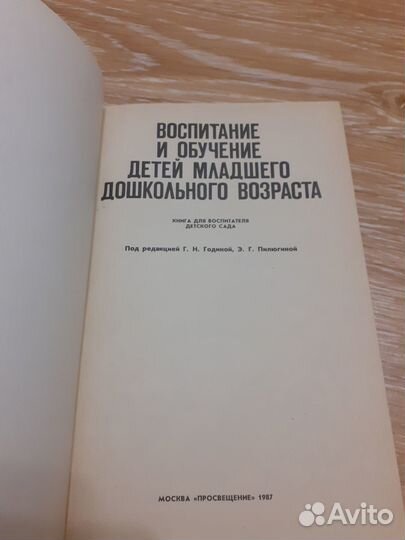 ВОСПИТАНИЕ
И ОБУЧЕНИЕ
ДЕТЕЙ МЛАДШЕГО
ДОШКОЛЬНОГО ВОЗРАСТА
КНИГА ДЛЯ ВОСПИТАТЕЛЯ
ДЕТСКОГО САДА
Под редакцией Г. Н. Годиной, Э. Г. Пилюгиной
МОСКВА «ПРОСВЕЩЕНИЕ» 1987
Avito